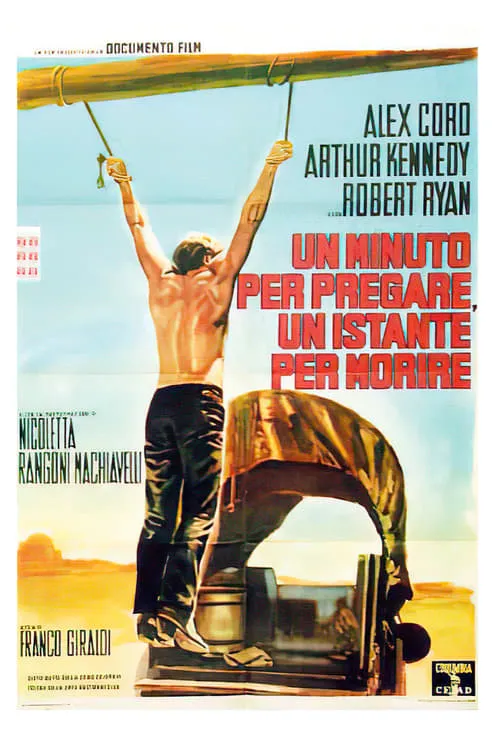 DOCUMENTO FILM
ALEX CORD
ARTHUR KENNEDY
ROBERT RYAN
UN MINUTO
PER PREGARE,
UN ISTANTE
PER MORIRE
NICOLETTA
RANGONI MACHIAVELLI
FRANCO GIRALDI
COLUMBIA
CEIAD